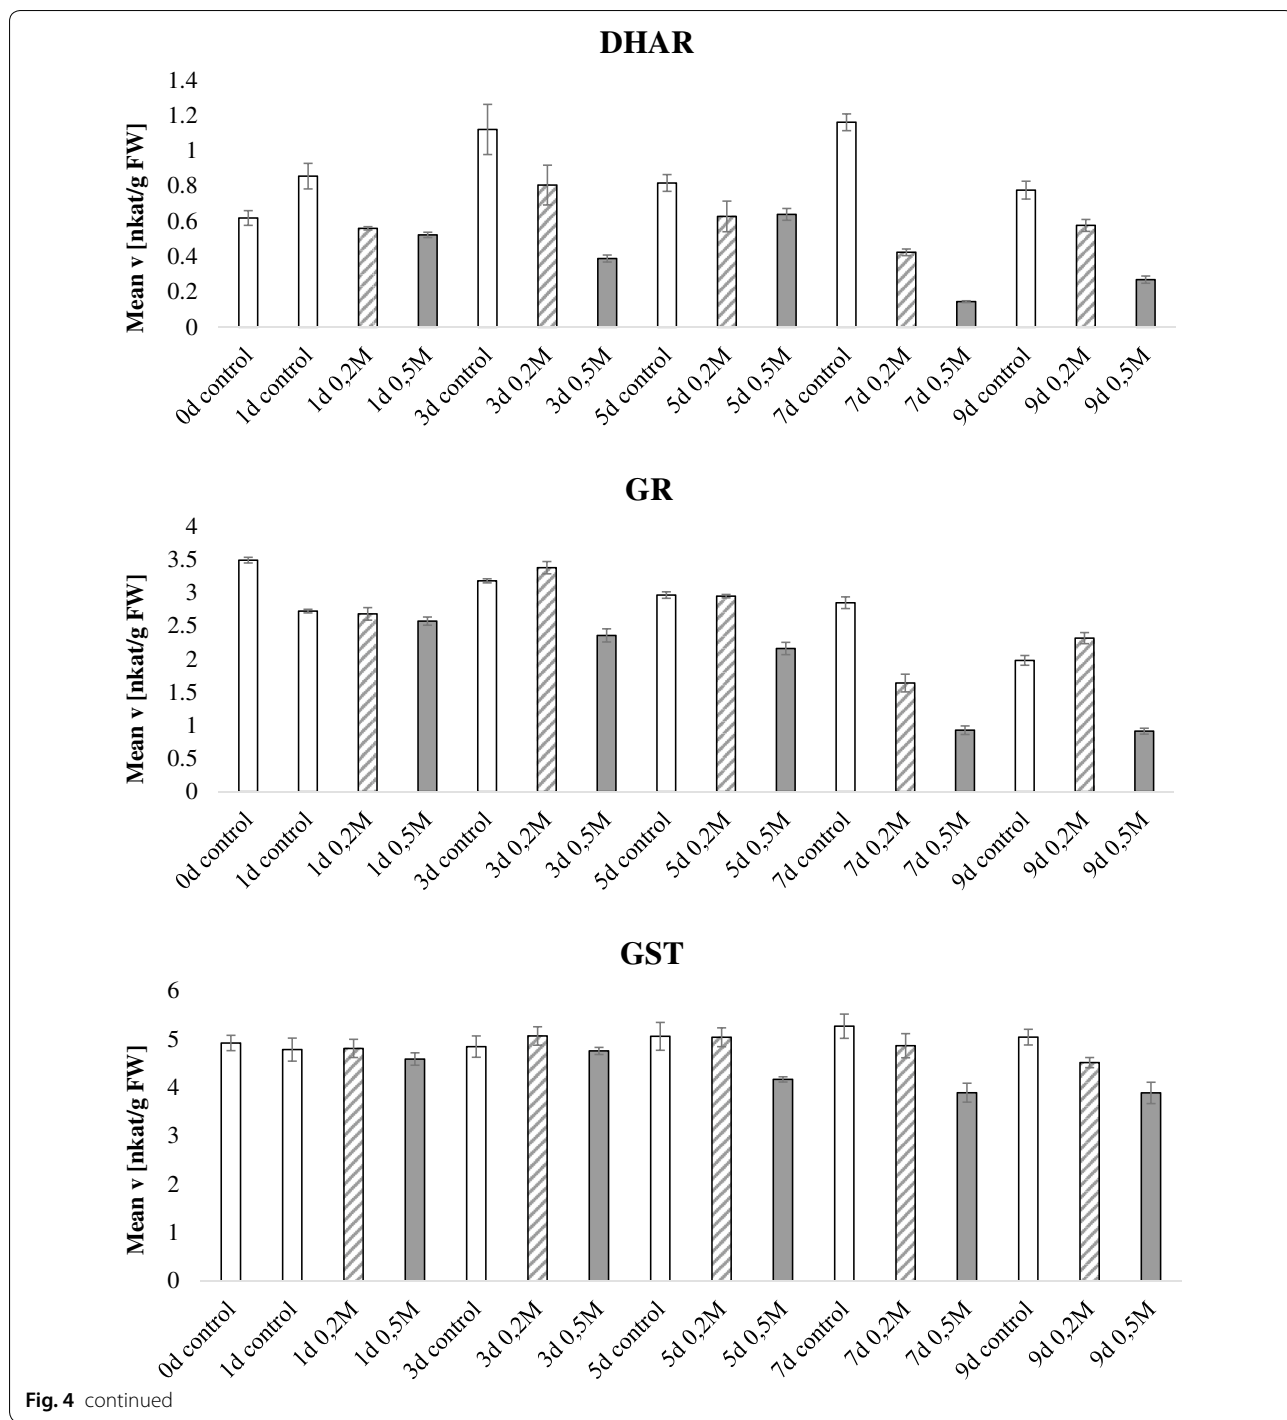 DHAR
Mean v [nkat/g FW]
1.4
1.2
1
0.8
0.6
0.4
0.2
0
0d control
1d control
1d 0,2M
1d 0,5M
3d control
3d 0,2M
3d 0,5M
5d control
5d 0,2M
5d 0,5M
7d control
7d 0,2M
7d 0,5M
9d control
9d 0,2M
9d 0,5M
GR
Mean v [nkat/g FW]
4
3.5
3
2.5
2
1.5
1
0.5
0
0d control
1d control
1d 0,2M
1d 0,5M
3d control
3d 0,2M
3d 0,5M
5d control
5d 0,2M
5d 0,5M
7d control
7d 0,2M
7d 0,5M
9d control
9d 0,2M
9d 0,5M
GST
Mean v [nkat/g FW]
6
5
4
3
2
1
0
0d control
1d control
1d 0,2M
1d 0,5M
3d control
3d 0,2M
3d 0,5M
5d control
5d 0,2M
5d 0,5M
7d control
7d 0,2M
7d 0,5M
9d control
9d 0,2M
9d 0,5M
Fig. 4 continued